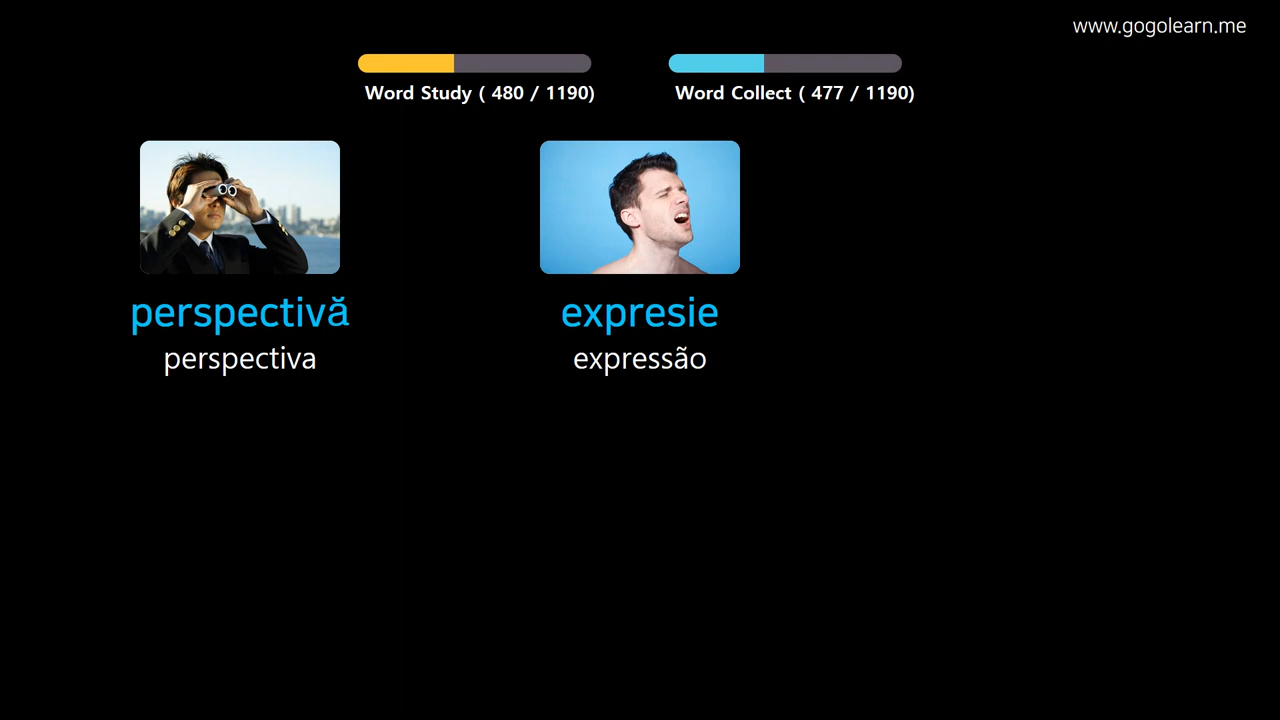 www.gogolearn.me
Word Study ( 480 / 1190)
Word Collect ( 477 / 1190)
perspectivă
perspectiva
expresie
expressão